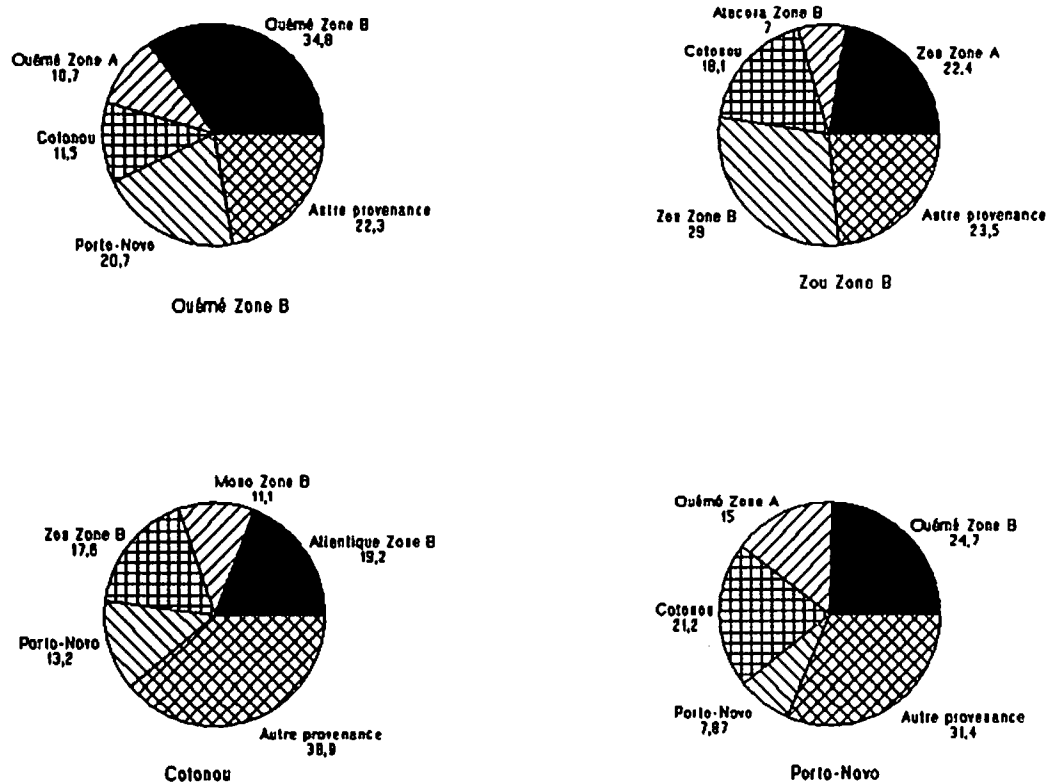 Ouémé Zone B
34,8
Ouémé Zone A
10,7
Cotonou
11,5
Porto-Novo
20,7
Autre provenance
22,3
Ouémé Zone B
Atacora Zone B
7
Cotonou
18,1
Zou Zone A
22,4
Zou Zone B
29
Autre provenance
23,5
Zou Zone B
Mono Zone B
11,1
Zou Zone B
17,6
Atlantique Zone B
19,2
Porto-Novo
13,2
Autre provenance
38,9
Cotonou
Ouémé Zone A
15
Ouémé Zone B
24,7
Cotonou
21,2
Porto-Novo
7,87
Autre provenance
31,4
Porto-Novo